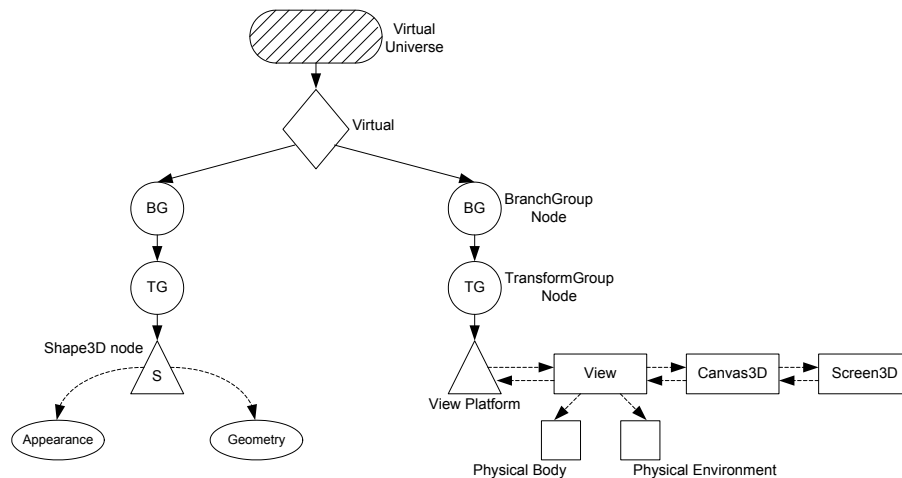 Virtual
Universe
Virtual
BG
BG
BranchGroup
Node
TG
TG
TransformGroup
Node
Shape3D node
S
View
Canvas3D
Screen3D
View Platform
Appearance
Geometry
Physical Body
Physical Environment